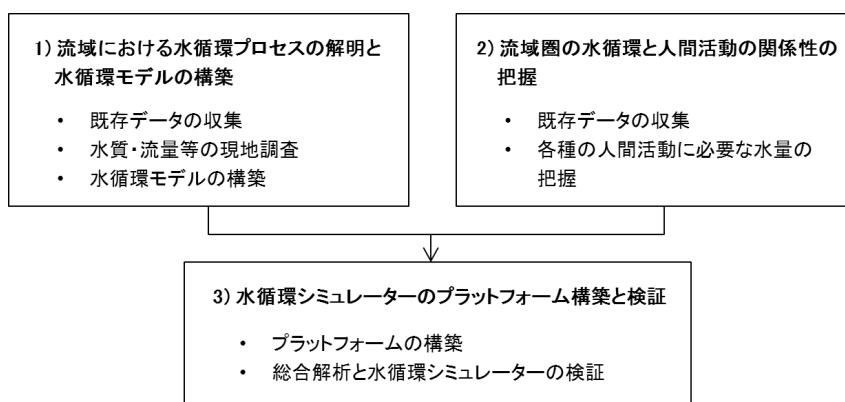 1) 流域における水循環プロセスの解明と
水循環モデルの構築
• 既存データの収集
• 水質・流量等の現地調査
• 水循環モデルの構築
2) 流域圏の水循環と人間活動の関係性の
把握
• 既存データの収集
• 各種の人間活動に必要な水量の
把握
3) 水循環シミュレーターのプラットフォーム構築と検証
• プラットフォームの構築
• 総合解析と水循環シミュレーターの検証